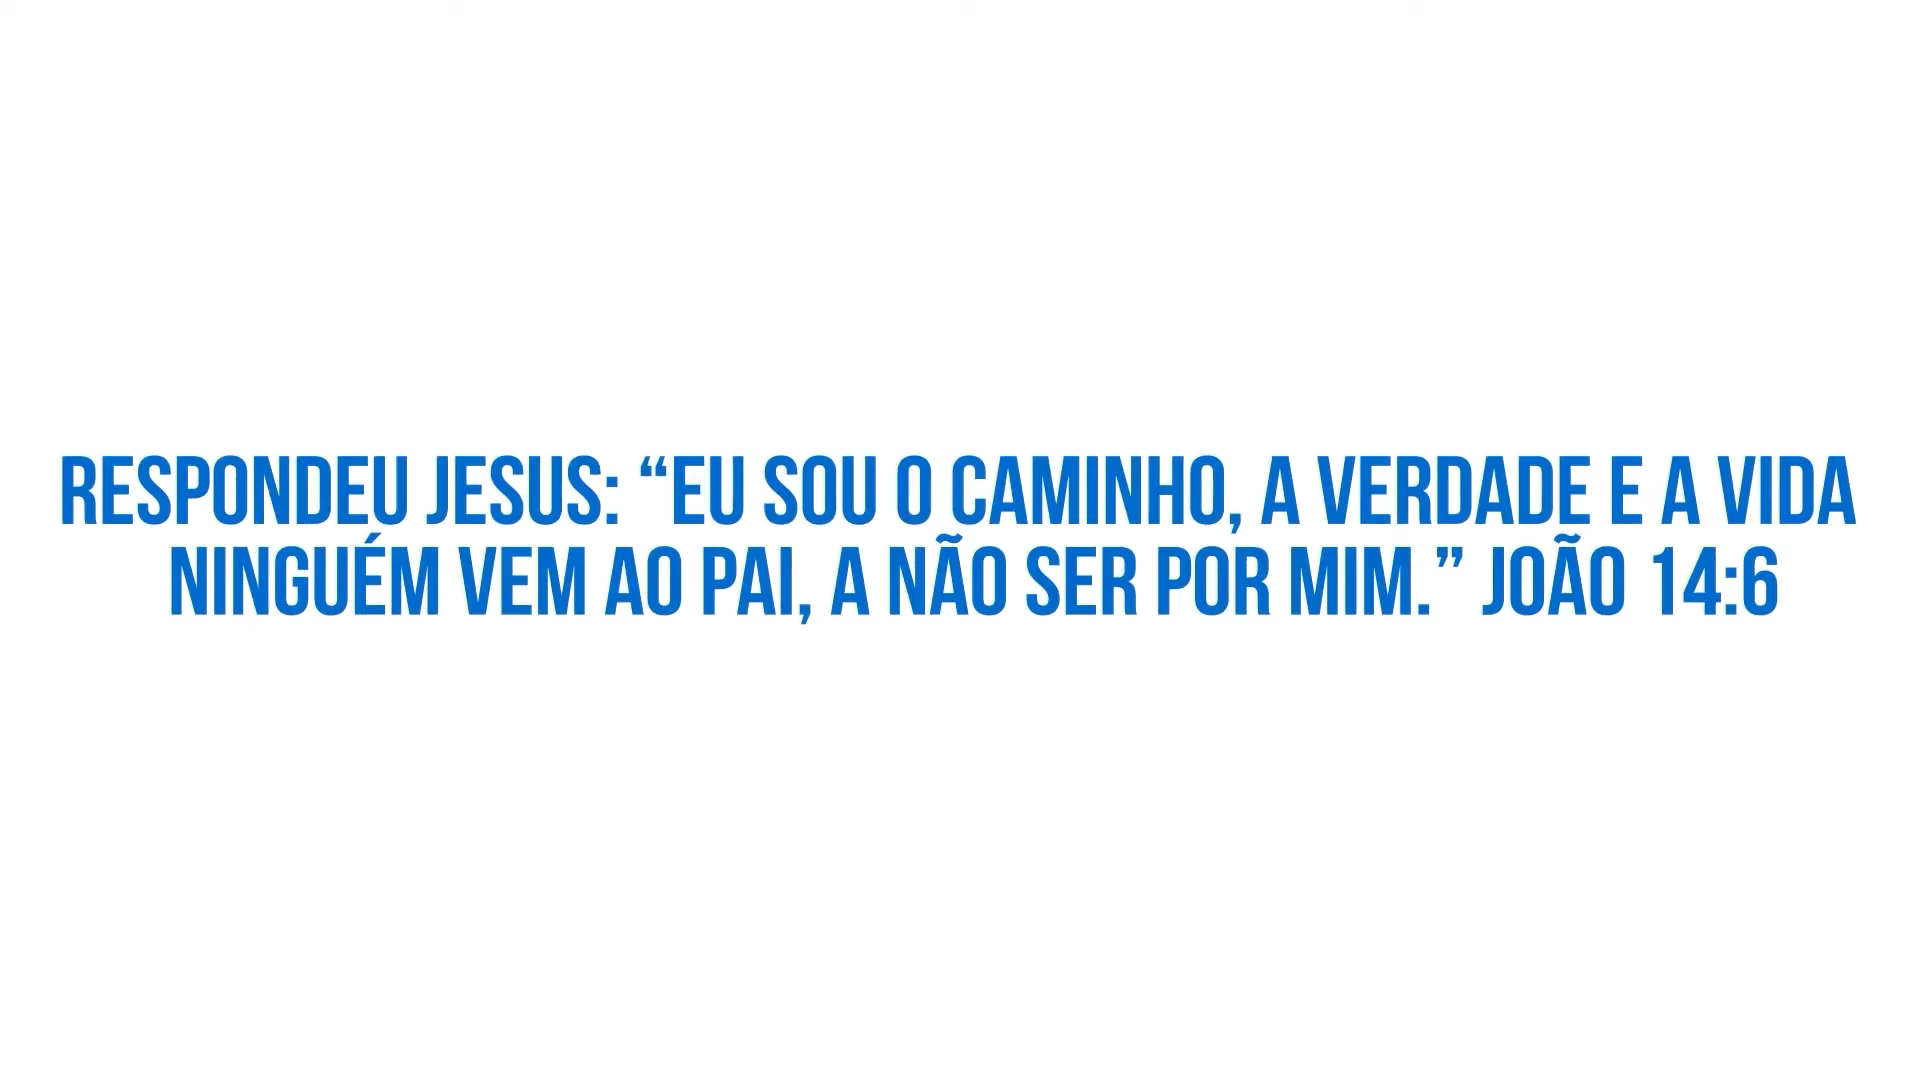 RESPONDEU JESUS: “EU SOU O CAMINHO, A VERDADE E A VIDA
NINGUÉM VEM AO PAI, A NÃO SER POR MIM.” JOÃO 14:6